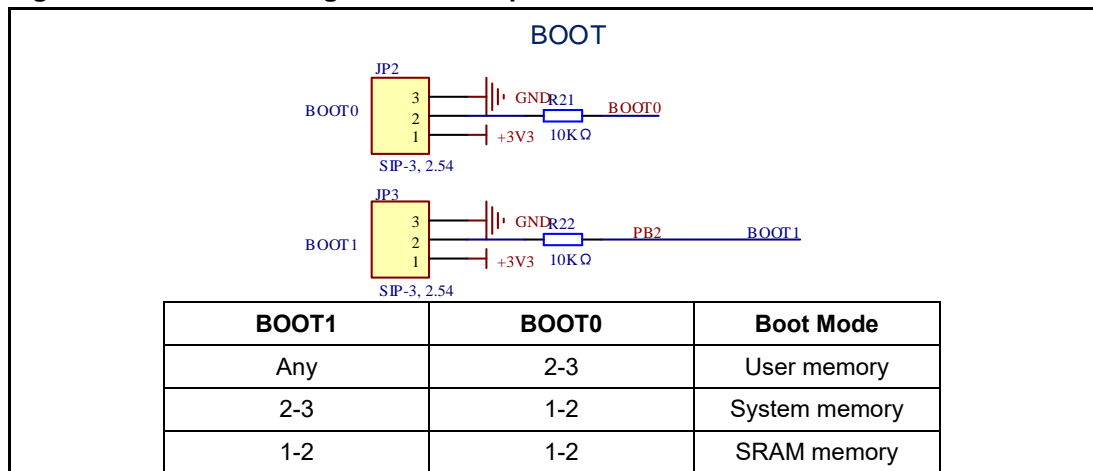 BOOT
JP2
BOOT0
3
2
1
GND
R21
BOOT0
+3V3
10KΩ
SIP-3, 2.54
JP3
BOOT1
3
2
1
GND
R22
PB2
BOOT1
+3V3
10KΩ
SIP-3, 2.54
BOOT1 BOOT0 Boot Mode
Any 2-3 User memory
2-3 1-2 System memory
1-2 1-2 SRAM memory